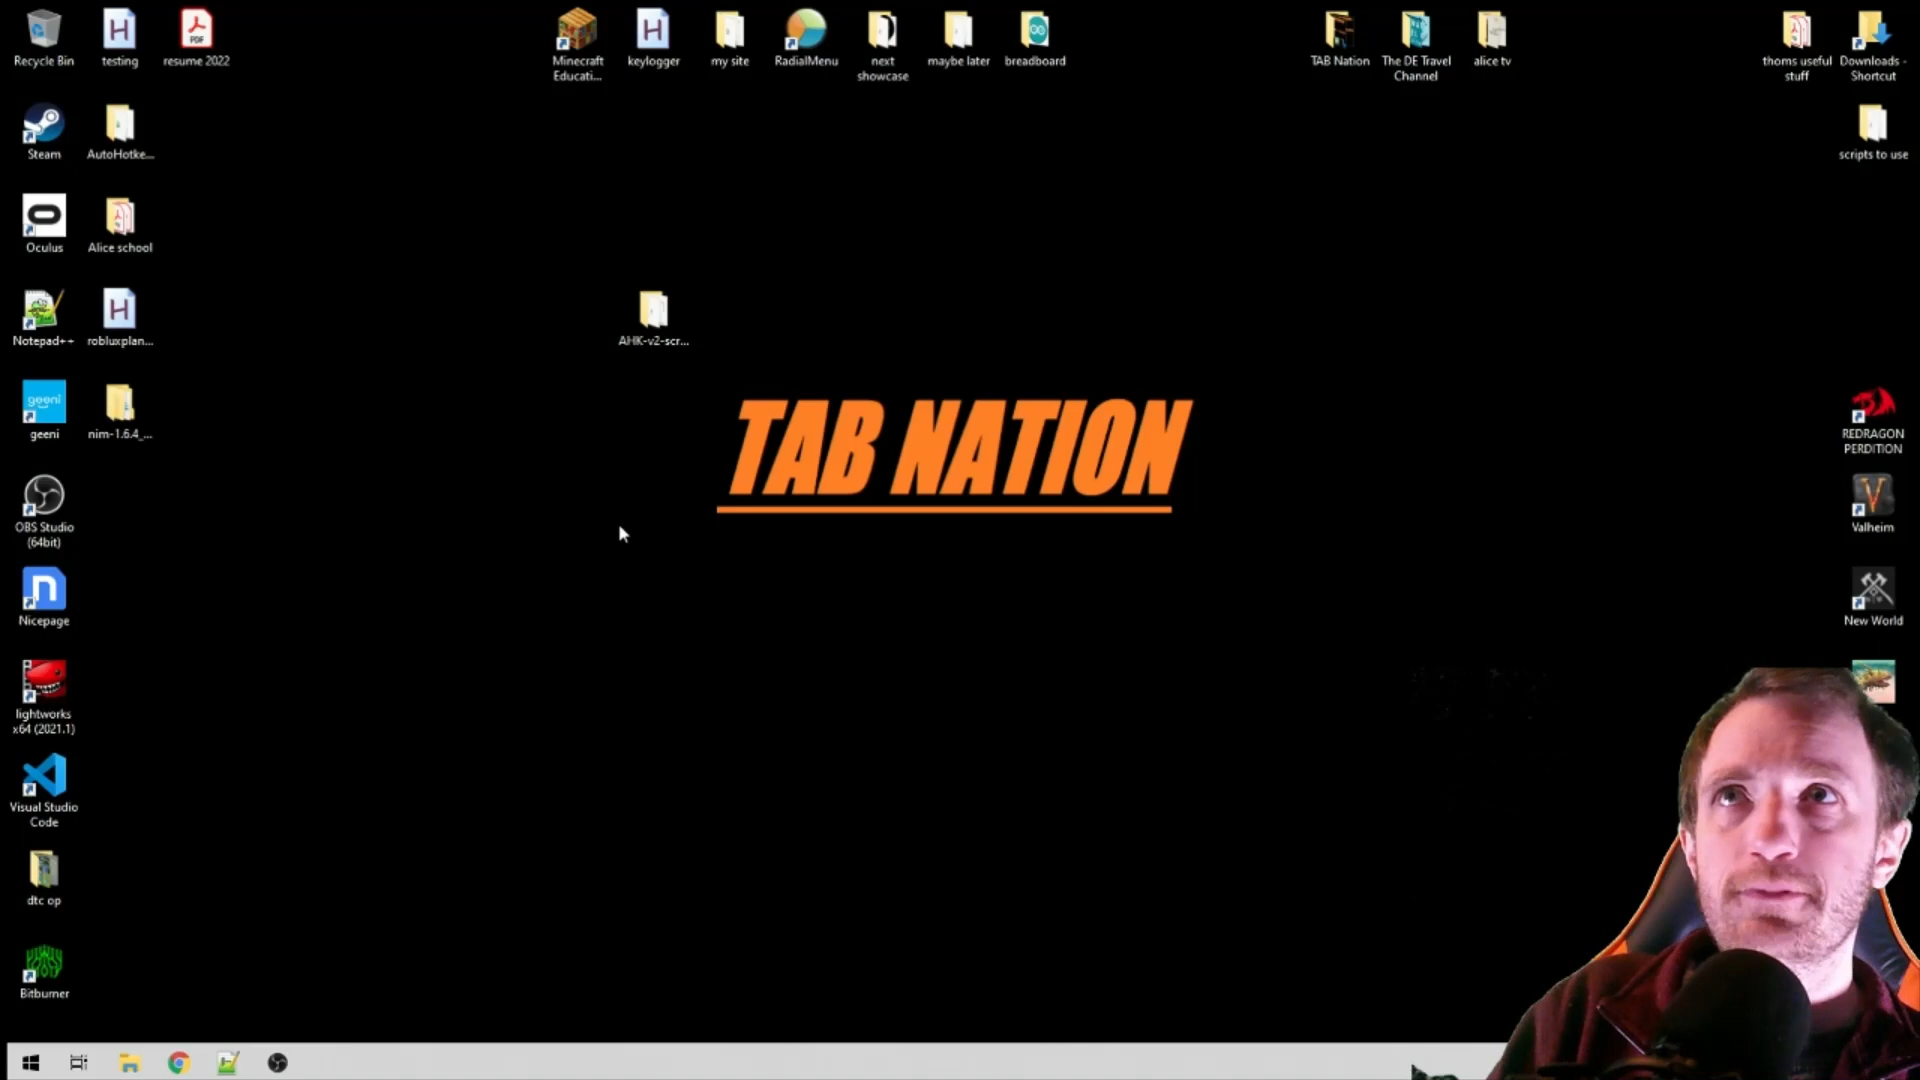 Recycle Bin
testing
resume 2022
Minecraft
Educati...
keylogger
my site
RadialMenu
next
showcase
maybe later
breadboard
TAB Nation
The DE Travel
Channel
alice tv
thoms useful
stuff
Downloads -
Shortcut
Steam
AutoHotke...
scripts to use
Oculus
Alice school
Notepad++
robluxplan...
AHK-v2-scr...
geeni
geeni
nim-1.6.4_...
TAB NATION
REDRAGON
PERDITION
OBS Studio
(64bit)
Valheim
Nicepage
New World
lightworks
x64 (2021.1)
Visual Studio
Code
dtc op
Bitburner